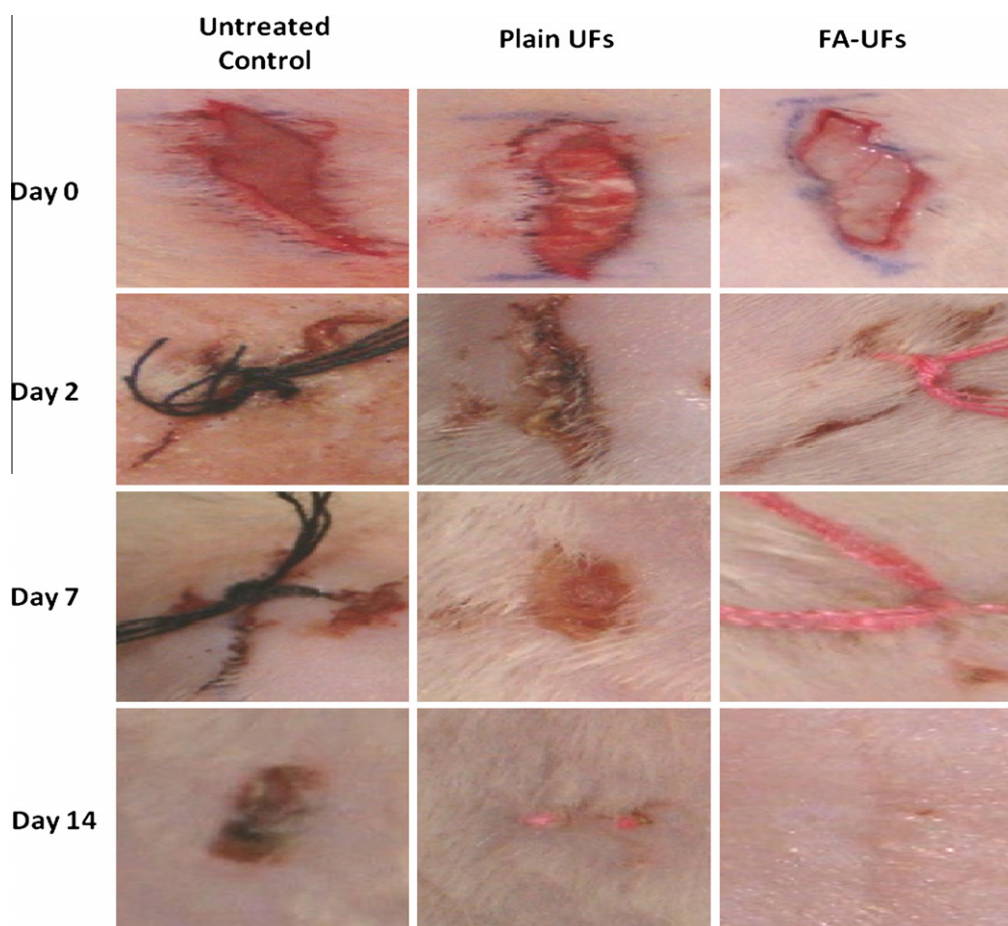 Untreated
Control
Plain UFs
FA-UFs
Day 0
Day 2
Day 7
Day 14